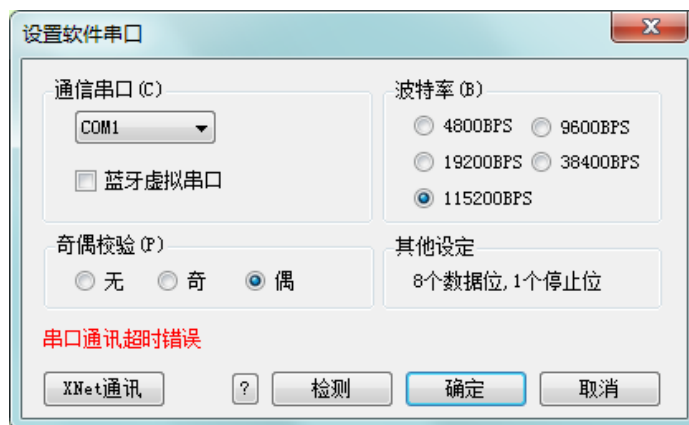 设置软件串口
通信串口(C)
COM1
蓝牙虚拟串口
波特率(B)
4800BPS 9600BPS
19200BPS 38400BPS
115200BPS
奇偶校验(P)
无 奇 偶
其他设定
8个数据位,1个停止位
串口通讯超时错误
XNet通讯 ? 检测 确定 取消